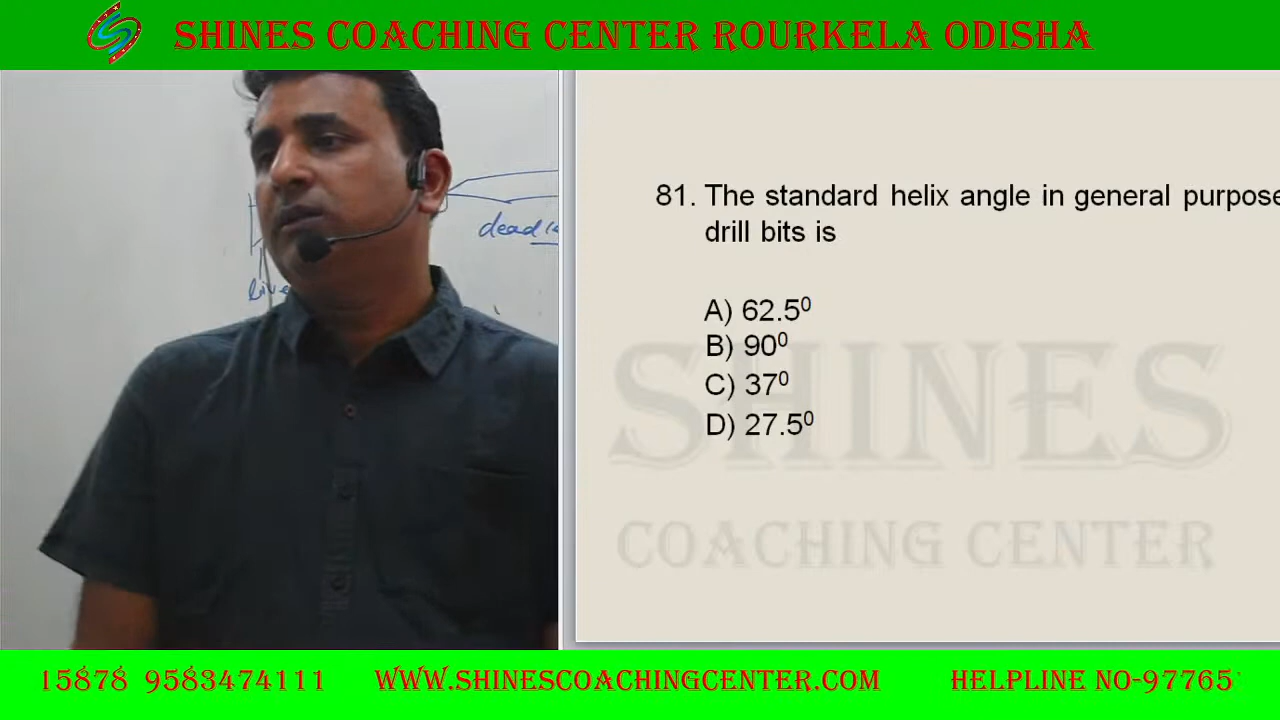 SHINES COACHING CENTER ROURKELA ODISHA
dead
81. The standard helix angle in general purpose
drill bits is
A) 62.5⁰
B) 90⁰
C) 37⁰
D) 27.5⁰
SHINES
COACHING CENTER
15878 9583474111 WWW.SHINESCOACHINGCENTER.COM HELPLINE NO-97765